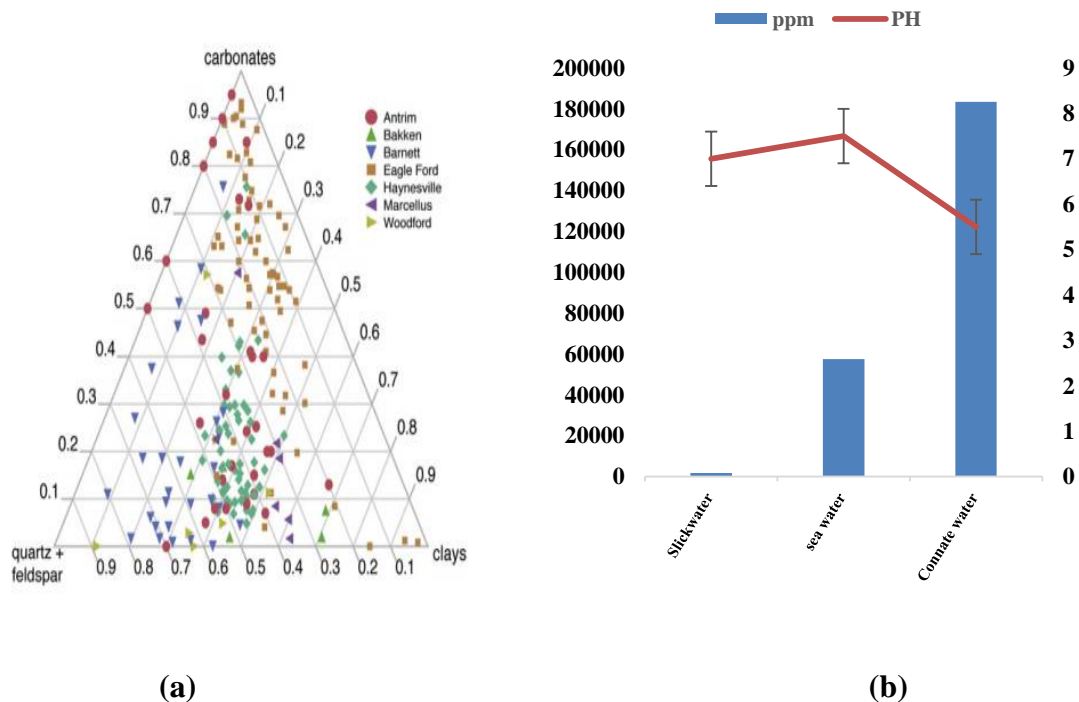 carbonates
0.9
0.8
0.7
0.6
0.5
0.4
0.3
0.2
0.1
0.1
0.2
0.3
0.4
0.5
0.6
0.7
0.8
0.9
Antrim
Bakken
Barnett
Eagle Ford
Haynesville
Marcellus
Woodford
quartz +
feldspar
clays
0.9 0.8 0.7 0.6 0.5 0.4 0.3 0.2 0.1
(a)
ppm PH
200000
180000
160000
140000
120000
100000
80000
60000
40000
20000
0
9
8
7
6
5
4
3
2
1
0
Slickwater
sea water
Connate water
(b)